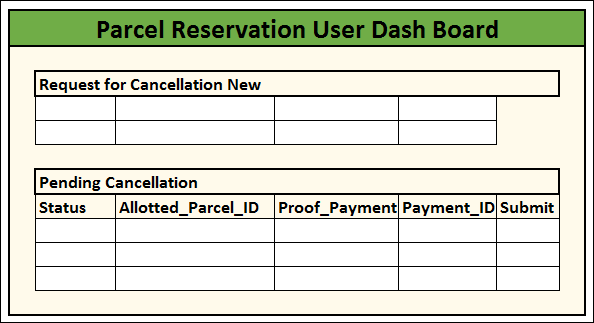 Parcel Reservation User Dash Board
Request for Cancellation New
Pending Cancellation
Status Allotted_Parcel_ID Proof_Payment Payment_ID Submit